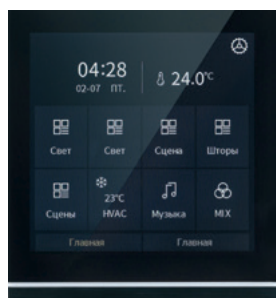 04:28
24.0°C
02-07 ПТ.
Свет Свет Сцена Шторы
23°C
Сцены HVAC Музыка MIX
Главная Главная